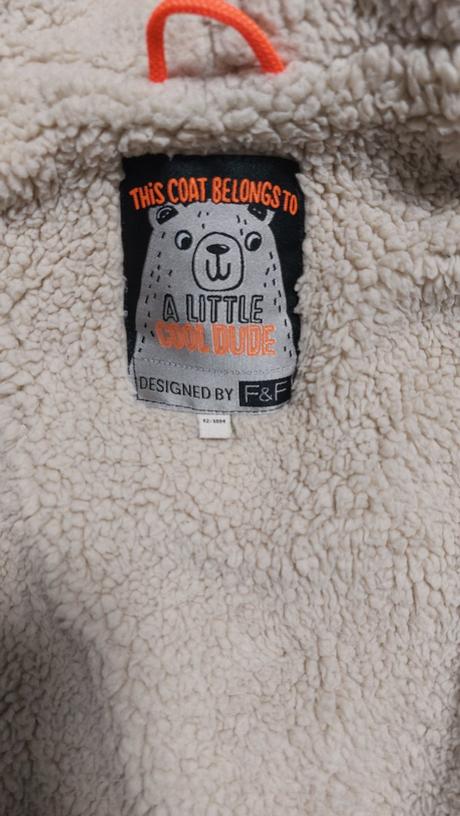 THIS COAT BELONGS TO
A LITTLE
COOL DUDE
DESIGNED BY F&F